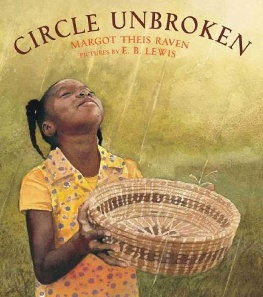 CIRCLE UNBROKEN
MARGOT THEIS RAVEN
PICTURES BY E. B. LEWIS